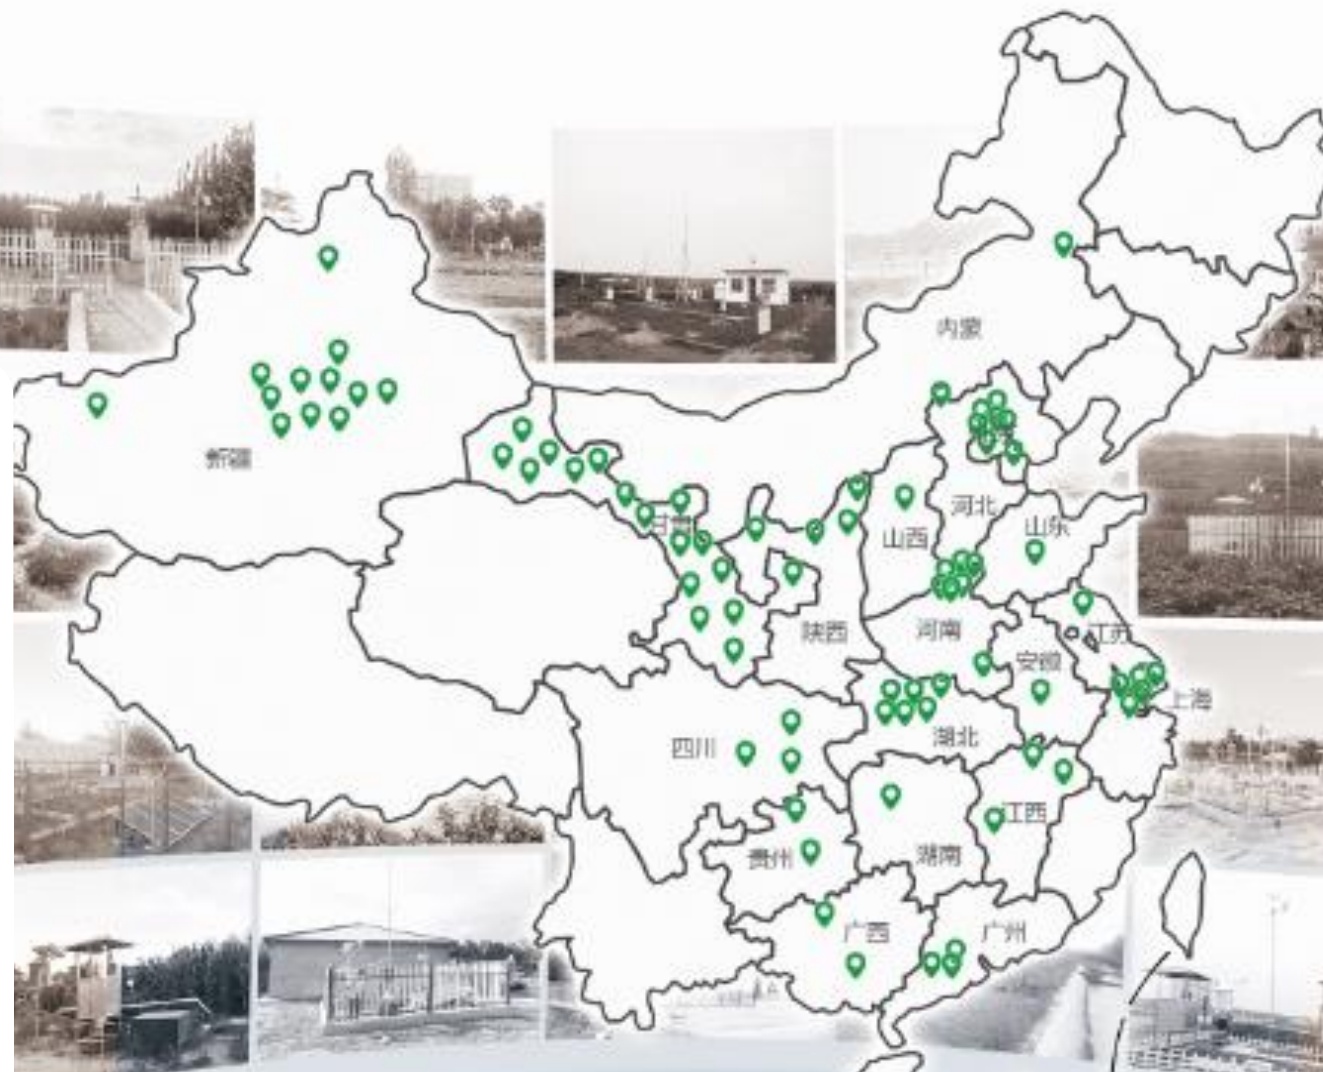 内蒙
新疆
河北
甘肃
山东
山西
陕西
河南
江苏
安徽
上海
四川
湖北
江西
贵州
湖南
广西
广州